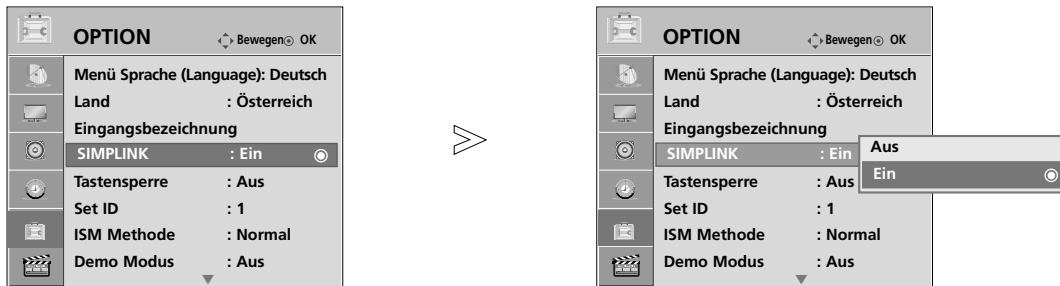 OPTION Bewegen OK
Menü Sprache (Language): Deutsch
Land : Österreich
Eingangsbezeichnung
SIMPLINK : Ein
Tastensperre : Aus
Set ID : 1
ISM Methode : Normal
Demo Modus : Aus
OPTION Bewegen OK
Menü Sprache (Language): Deutsch
Land : Österreich
Eingangsbezeichnung
SIMPLINK : Ein
Aus
Ein
Tastensperre : Aus
Set ID : 1
ISM Methode : Normal
Demo Modus : Aus